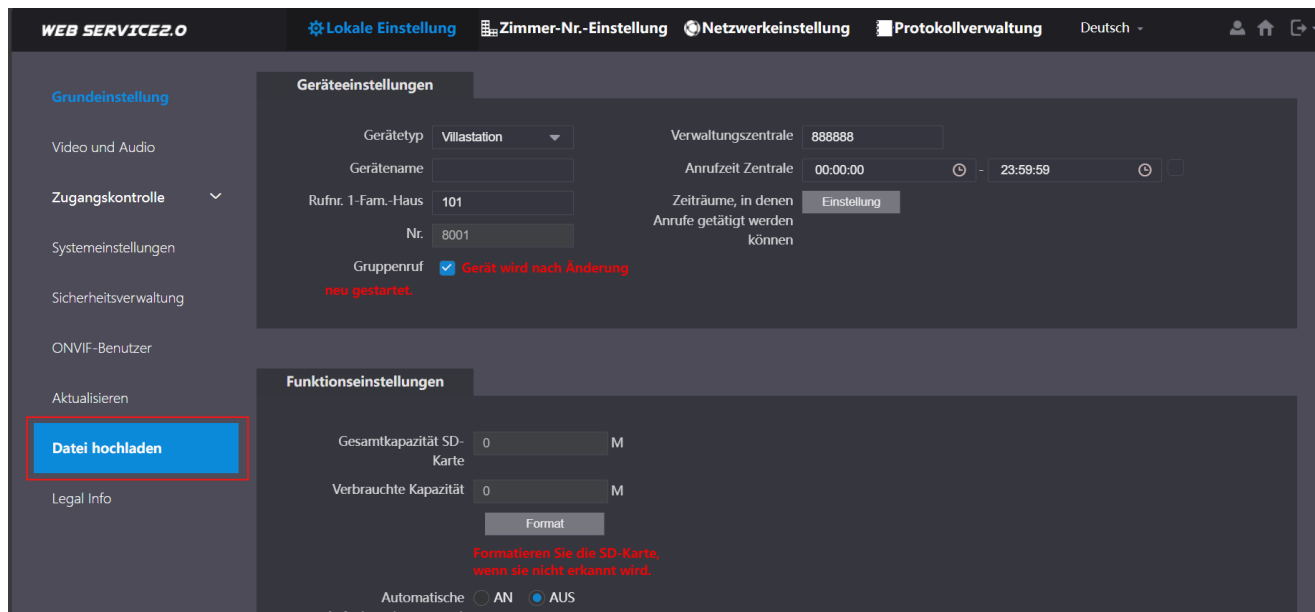 WEB SERVICE2.0
Lokale Einstellung
Zimmer-Nr.-Einstellung
Netzwerkeinstellung
Protokollverwaltung
Deutsch
Grundeinstellung
Video und Audio
Zugangskontrolle
Systemeinstellungen
Sicherheitsverwaltung
ONVIF-Benutzer
Aktualisieren
Datei hochladen
Legal Info
Geräteeinstellungen
Gerätetyp Villastation
Gerätename
Rufnr. 1-Fam.-Haus 101
Nr. 8001
Gruppenruf Gerät wird nach Änderung
neu gestartet.
Verwaltungszentrale 888888
Anrufzeit Zentrale 00:00:00 - 23:59:59
Zeiträume, in denen Einstellung
Anrufe getätigt werden
können
Funktionseinstellungen
Gesamtkapazität SD- 0 M
Karte
Verbrauchte Kapazität 0 M
Format
Formatieren Sie die SD-Karte,
wenn sie nicht erkannt wird.
Automatische AN AUS